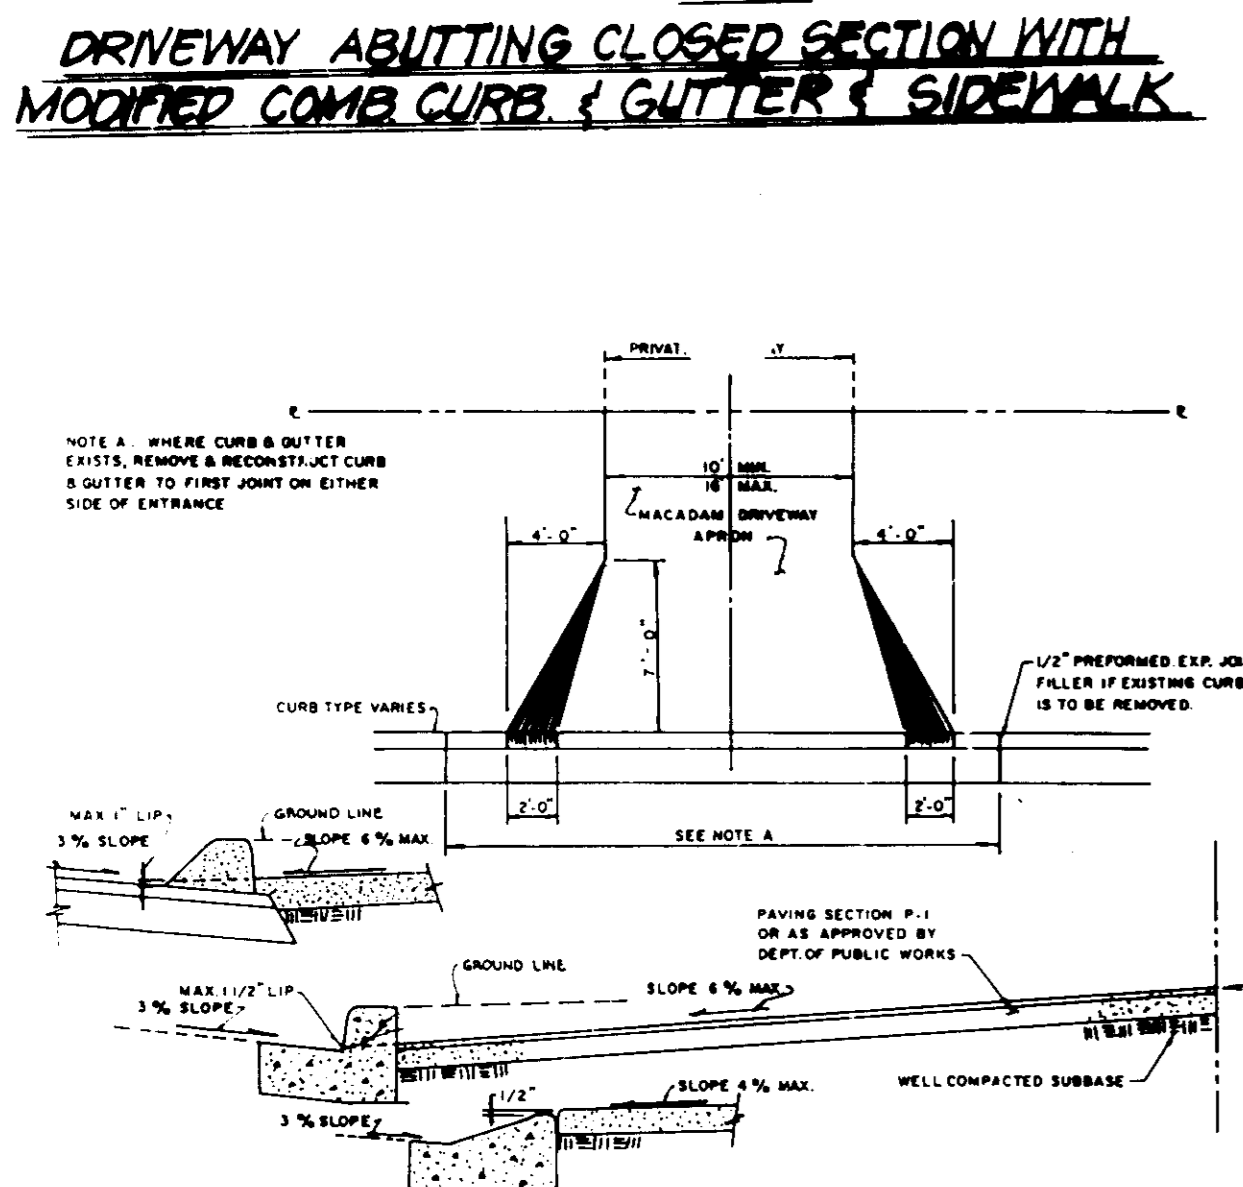 DRIVEWAY ABUTTING CLOSED SECTION WITH
MODIFIED COMB. CURB. & GUTTER & SIDEWALK
PRIVAT. .Y
NOTE A. WHERE CURB & GUTTER
EXISTS, REMOVE & RECONSTRUCT CURB
& GUTTER TO FIRST JOINT ON EITHER
SIDE OF ENTRANCE
10' MIN.
16' MAX.
MACADAM DRIVEWAY
APRON
4'-0"
4'-0"
7'-0"
1/2" PREFORMED EXP. JOI
FILLER IF EXISTING CURB
IS TO BE REMOVED.
CURB TYPE VARIES
2'-0"
2'-0"
SEE NOTE A
MAX 1" LIP
3 % SLOPE
GROUND LINE
SLOPE 6 % MAX.
PAVING SECTION P-1
OR AS APPROVED BY
DEPT. OF PUBLIC WORKS
GROUND LINE
MAX. 1 1/2" LIP
3 % SLOPE
SLOPE 6 % MAX.
WELL COMPACTED SUBBASE
1/2"
SLOPE 4 % MAX.
3 % SLOPE